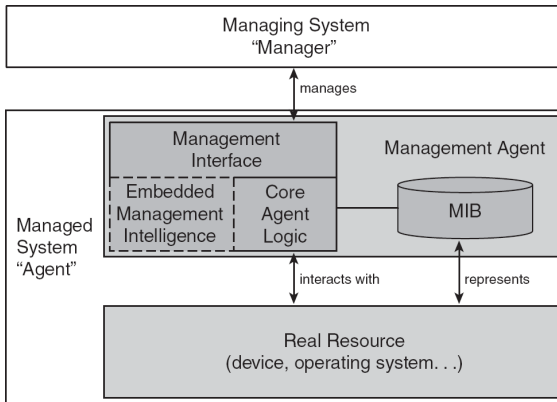 Managing System
“Manager”
manages
Management
Interface
Management Agent
Embedded
Management
Intelligence
Core
Agent
Logic
MIB
Managed
System
“Agent”
interacts with
represents
Real Resource
(device, operating system. . .)